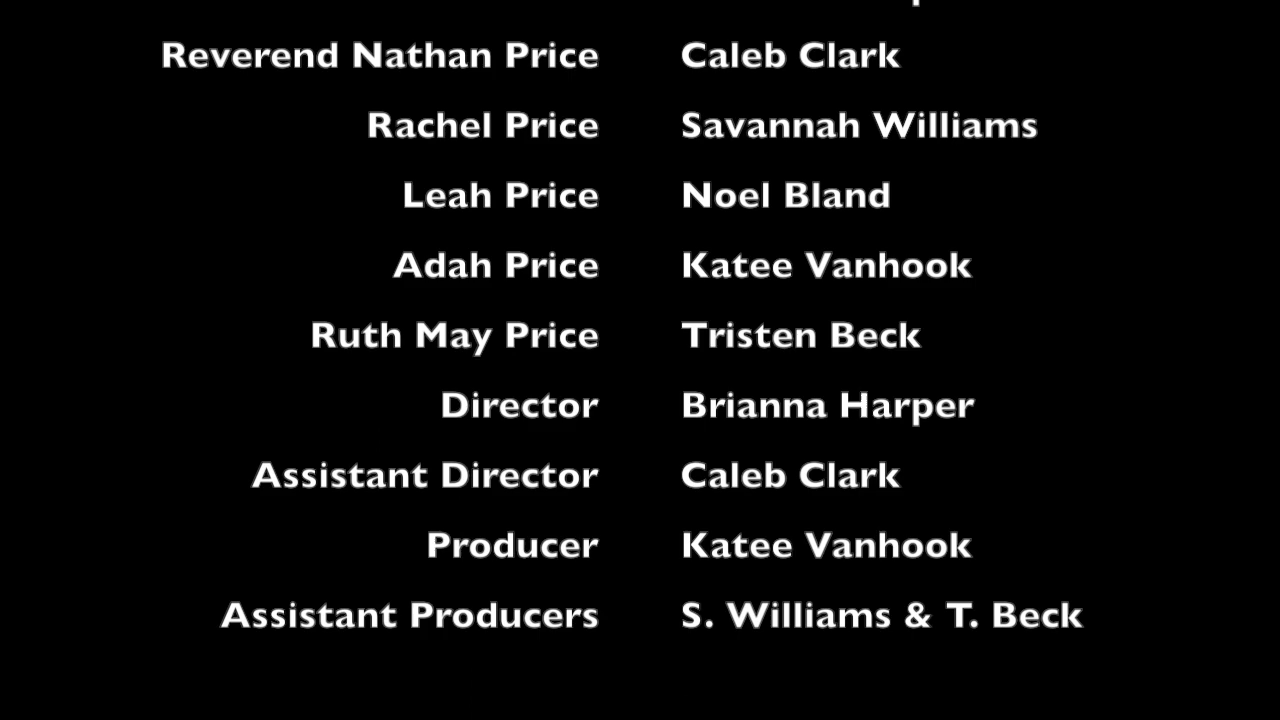 Reverend Nathan Price Caleb Clark
Rachel Price Savannah Williams
Leah Price Noel Bland
Adah Price Katee Vanhook
Ruth May Price Tristen Beck
Director Brianna Harper
Assistant Director Caleb Clark
Producer Katee Vanhook
Assistant Producers S. Williams & T. Beck